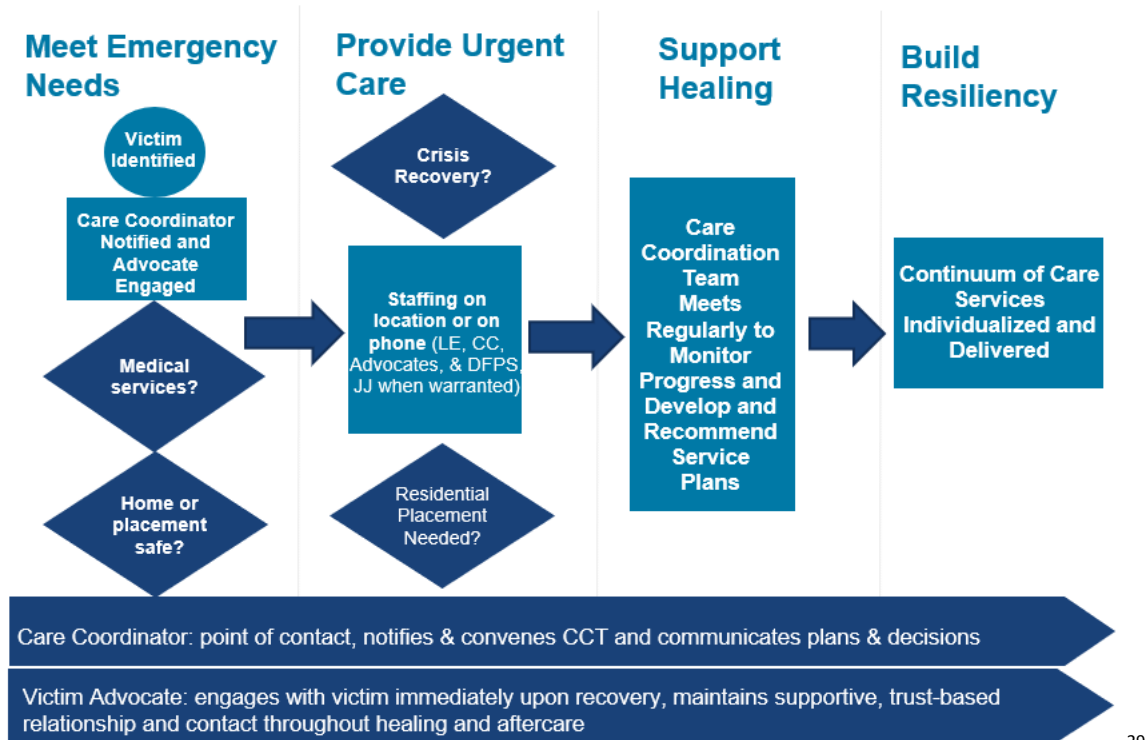 Meet Emergency
Needs
Victim
Identified
Care Coordinator
Notified and
Advocate
Engaged
Medical
services?
Home or
placement
safe?
Provide Urgent
Care
Crisis
Recovery?
Staffing on
location or on
phone (LE, CC,
Advocates, & DFPS,
JJ when warranted)
Residential
Placement
Needed?
Support
Healing
Care
Coordination
Team
Meets
Regularly to
Monitor
Progress and
Develop and
Recommend
Service
Plans
Build
Resiliency
Continuum of Care
Services
Individualized and
Delivered
Care Coordinator: point of contact, notifies & convenes CCT and communicates plans & decisions
Victim Advocate: engages with victim immediately upon recovery, maintains supportive, trust-based
relationship and contact throughout healing and aftercare